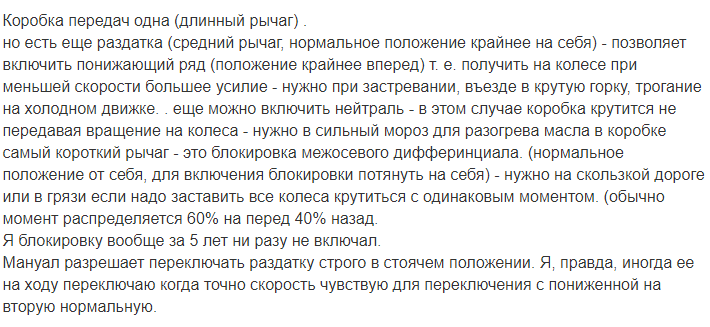 Коробка передач одна (длинный рычаг) .
но есть еще раздатка (средний рычаг, нормальное положение крайнее на себя) - позволяет
включить понижающий ряд (положение крайнее вперед) т. е. получить на колесе при
меньшей скорости большее усилие - нужно при застревании, въезде в крутую горку, трогание
на холодном движке. . еще можно включить нейтраль - в этом случае коробка крутится не
передавая вращение на колеса - нужно в сильный мороз для разогрева масла в коробке
самый короткий рычаг - это блокировка межосевого дифферинциала. (нормальное
положение от себя, для включения блокировки потянуть на себя) - нужно на скользкой дороге
или в грязи если надо заставить все колеса крутиться с одинаковым моментом. (обычно
момент распределяется 60% на перед 40% назад.
Я блокировку вообще за 5 лет ни разу не включал.
Мануал разрешает переключать раздатку строго в стоячем положении. Я, правда, иногда ее
на ходу переключаю когда точно скорость чувствую для переключения с пониженной на
вторую нормальную.